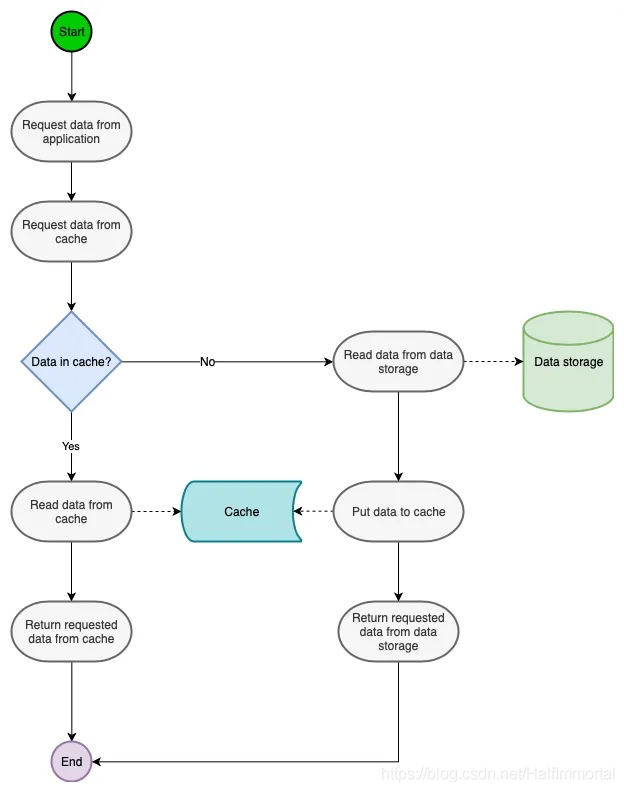 Start
Request data from
application
Request data from
cache
Data in cache?
No
Read data from data
storage
Data storage
Yes
Read data from
cache
Cache
Put data to cache
Return requested
data from cache
Return requested
data from data
storage
End
https://blog.csdn.net/HalfImmortal